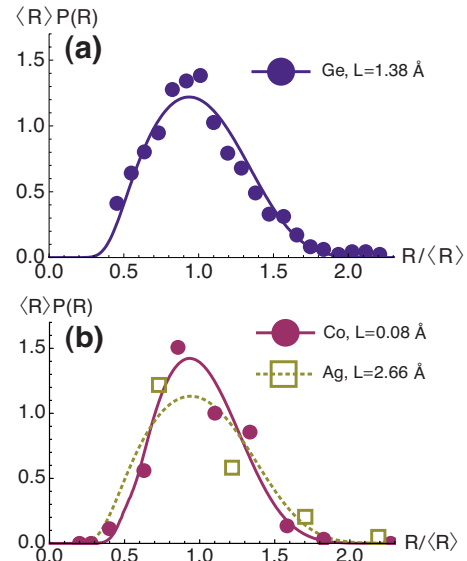 ⟨R⟩P(R)
(a)
Ge, L=1.38 Å
1.5
1.0
0.5
0.0
0.0 0.5 1.0 1.5 2.0 R/⟨R⟩
⟨R⟩P(R)
(b)
Co, L=0.08 Å
Ag, L=2.66 Å
1.5
1.0
0.5
0.0
0.0 0.5 1.0 1.5 2.0 R/⟨R⟩